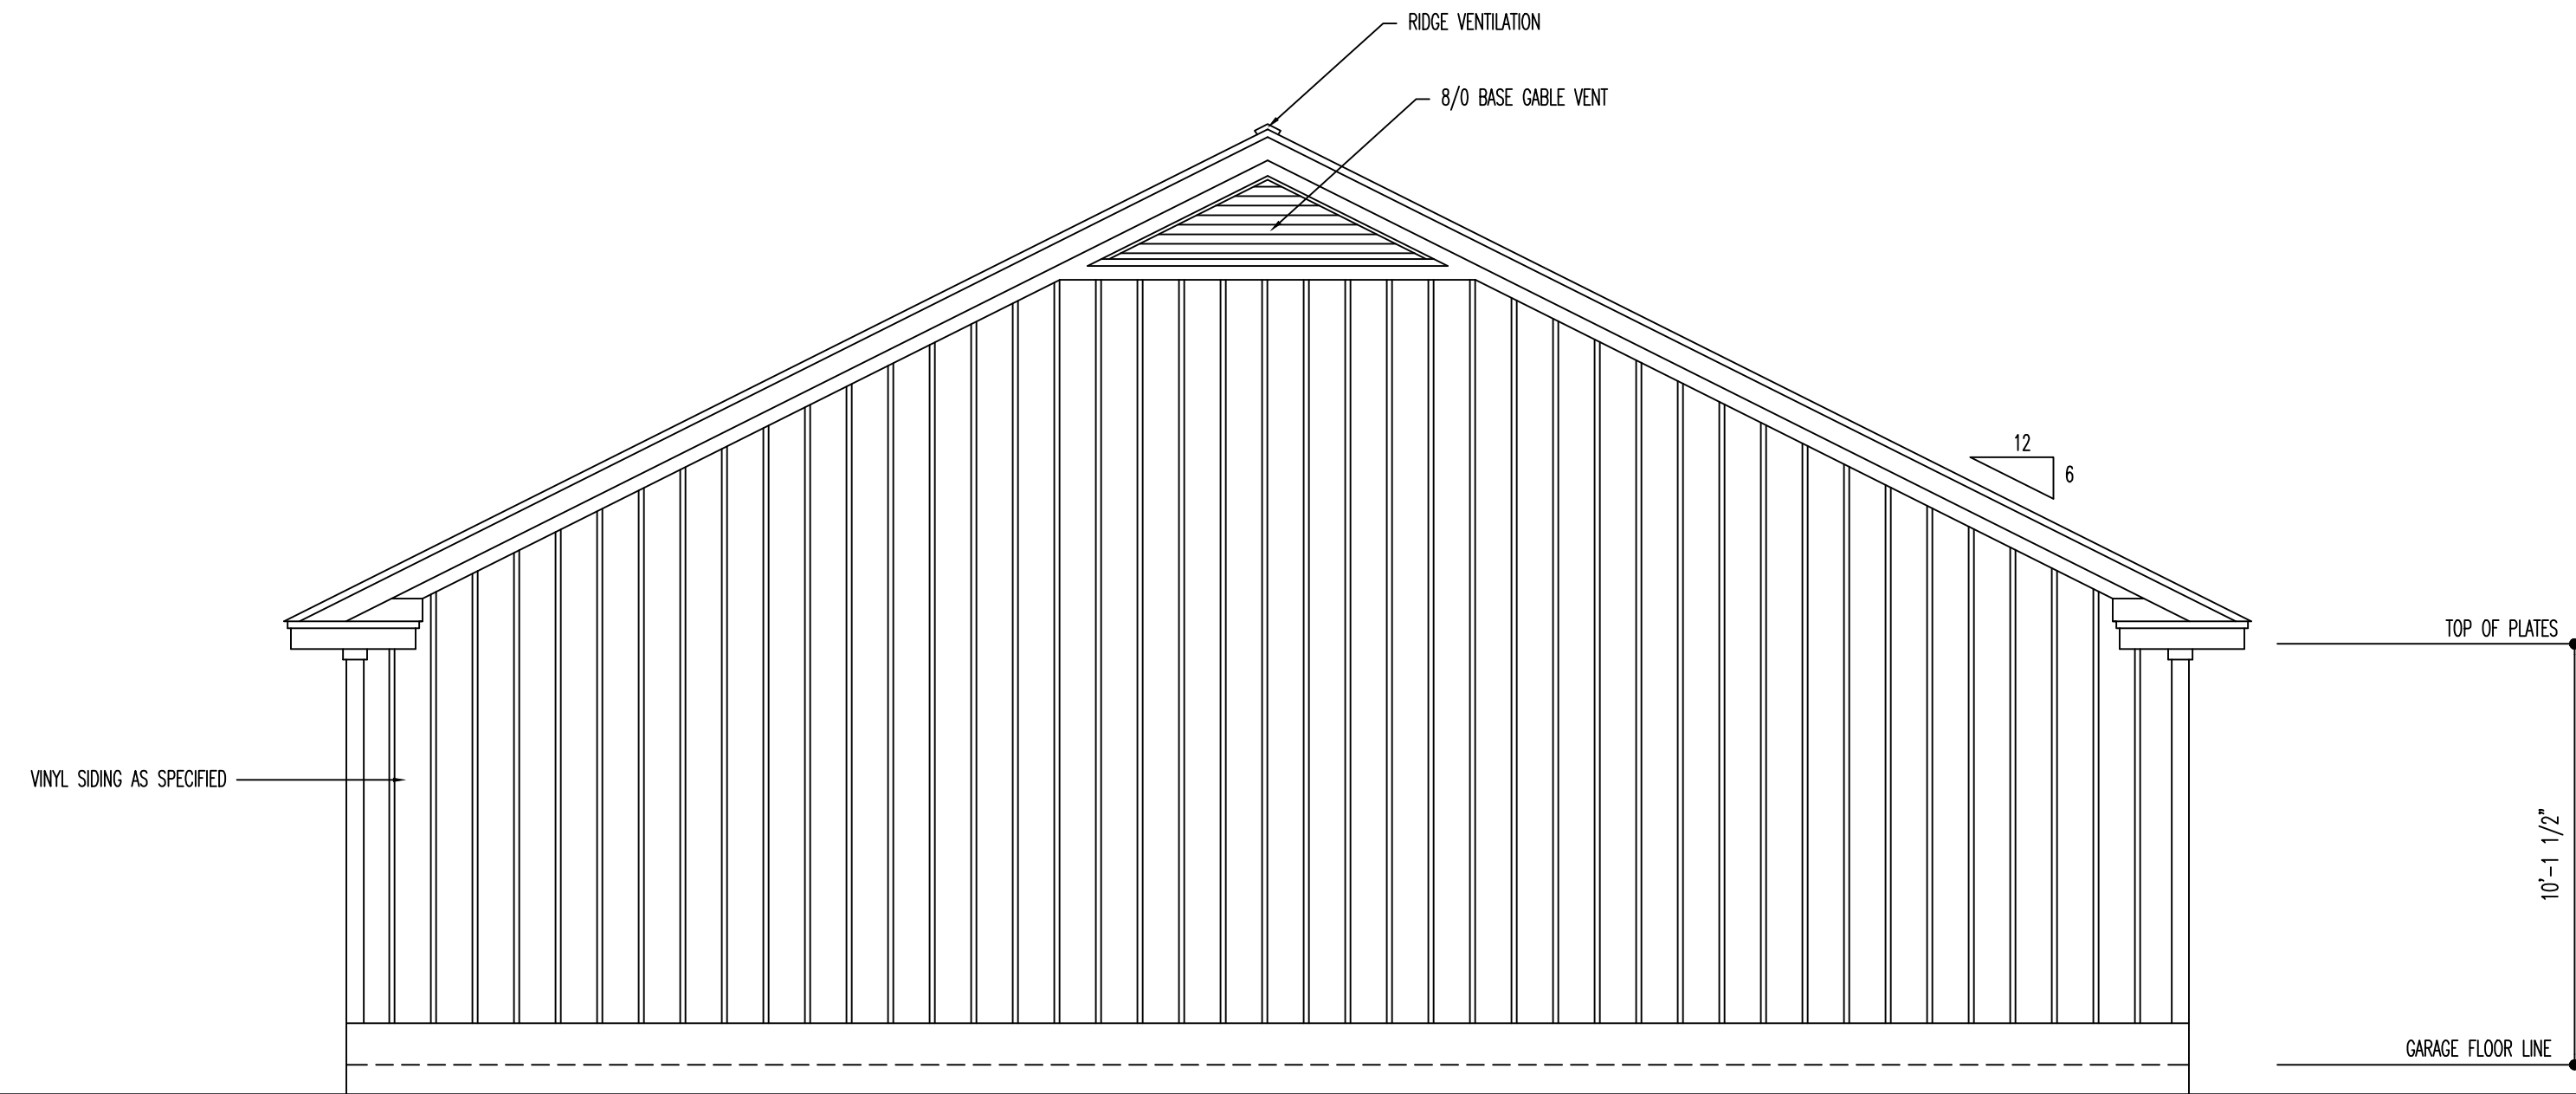 RIDGE VENTILATION
8/0 BASE GABLE VENT
12
6
TOP OF PLATES
VINYL SIDING AS SPECIFIED
10'-1 1/2"
GARAGE FLOOR LINE